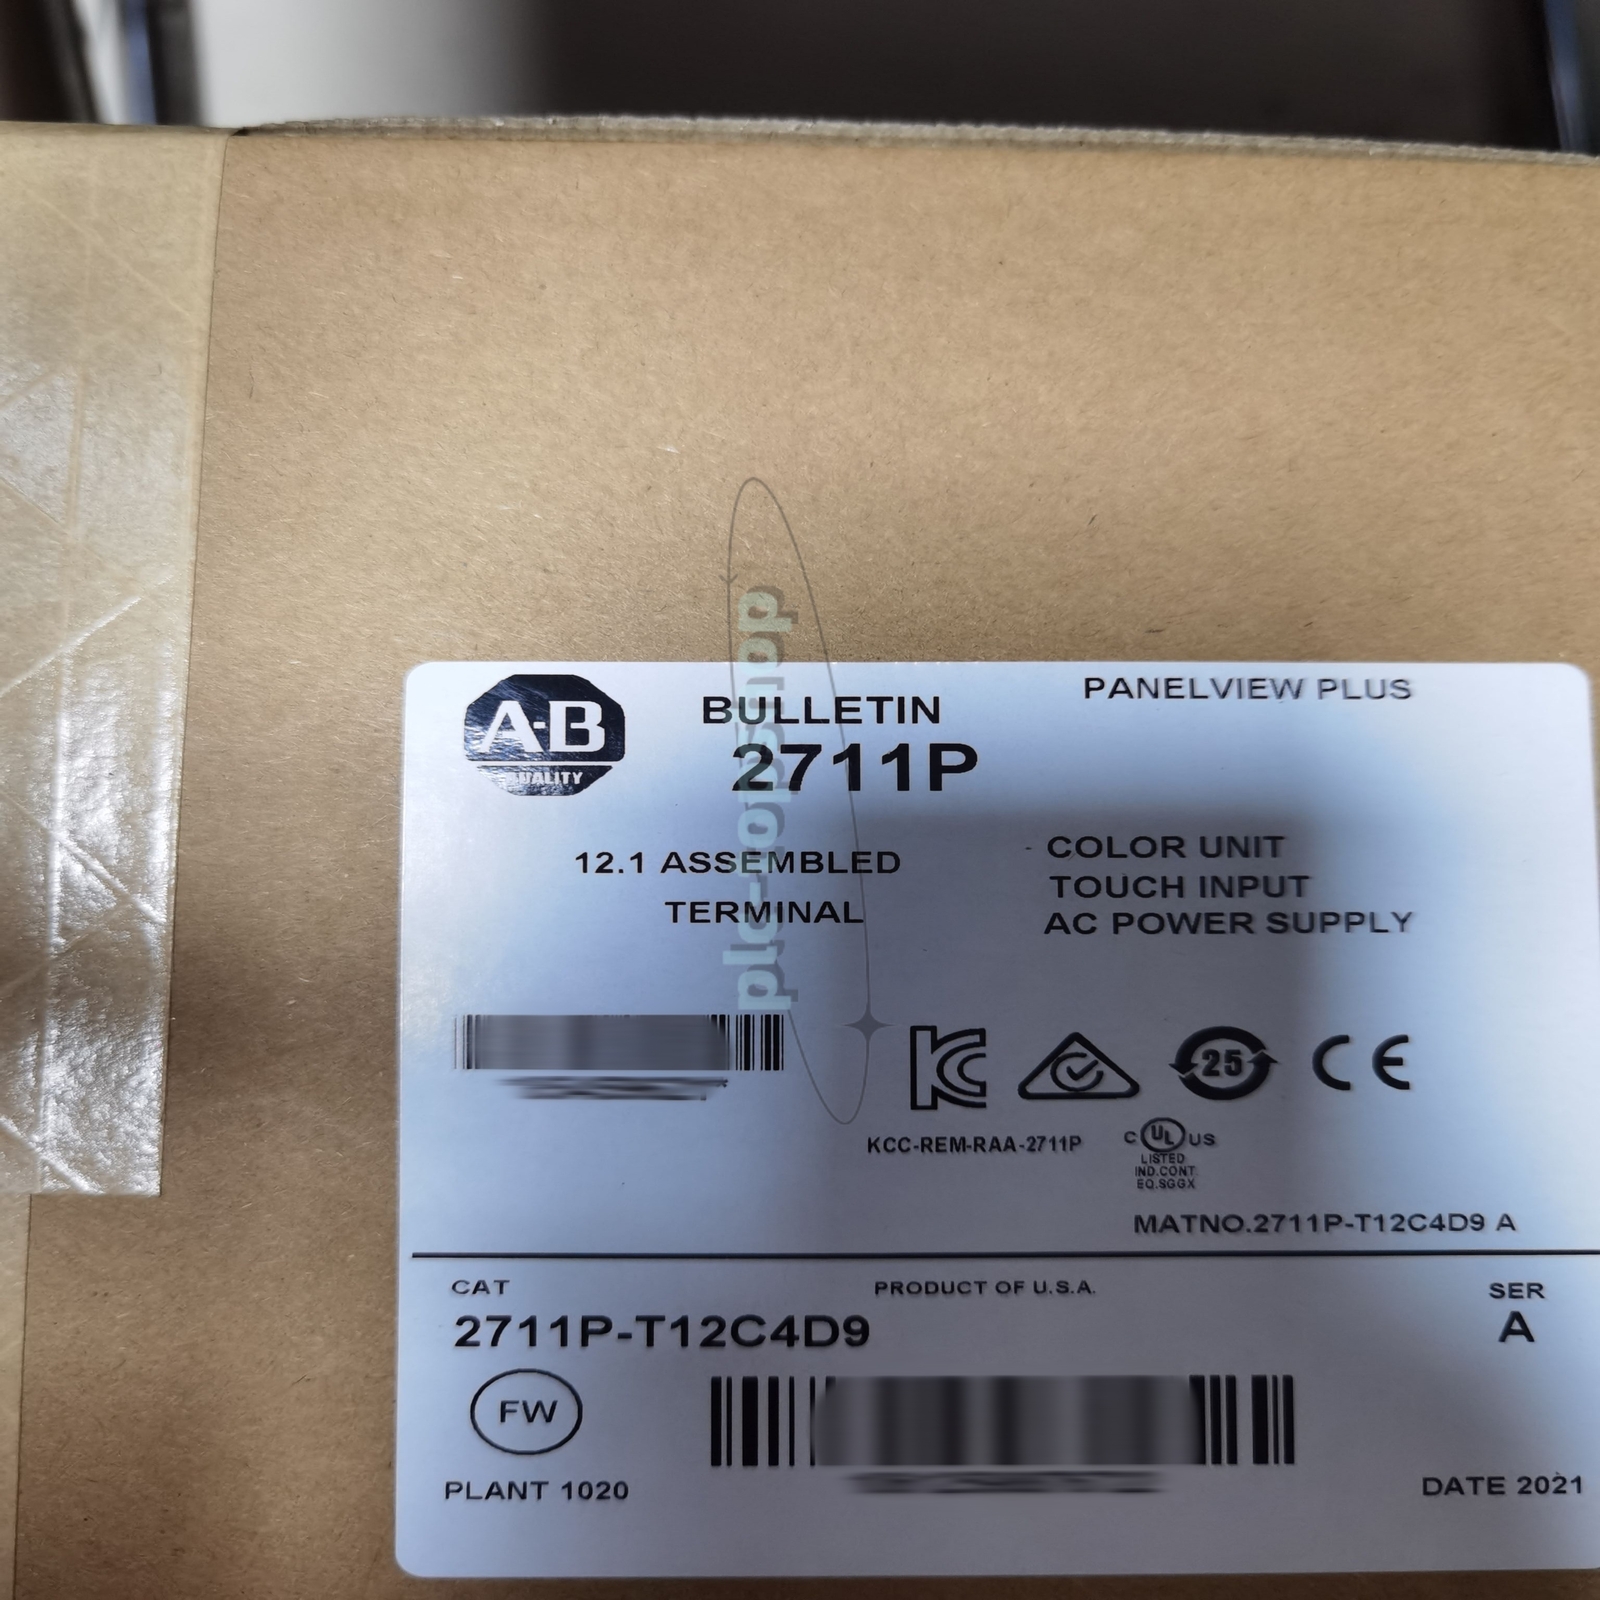 A-B
QUALITY
BULLETIN
2711P
PANELVIEW PLUS
12.1 ASSEMBLED
TERMINAL
COLOR UNIT
TOUCH INPUT
AC POWER SUPPLY
plc-topshop
25
CE
KCC-REM-RAA-2711P
C UL US
LISTED
IND.CONT.
EQ.SGGX
MATNO.2711P-T12C4D9 A
CAT
PRODUCT OF U.S.A.
SER
2711P-T12C4D9
A
FW
PLANT 1020
DATE 2021